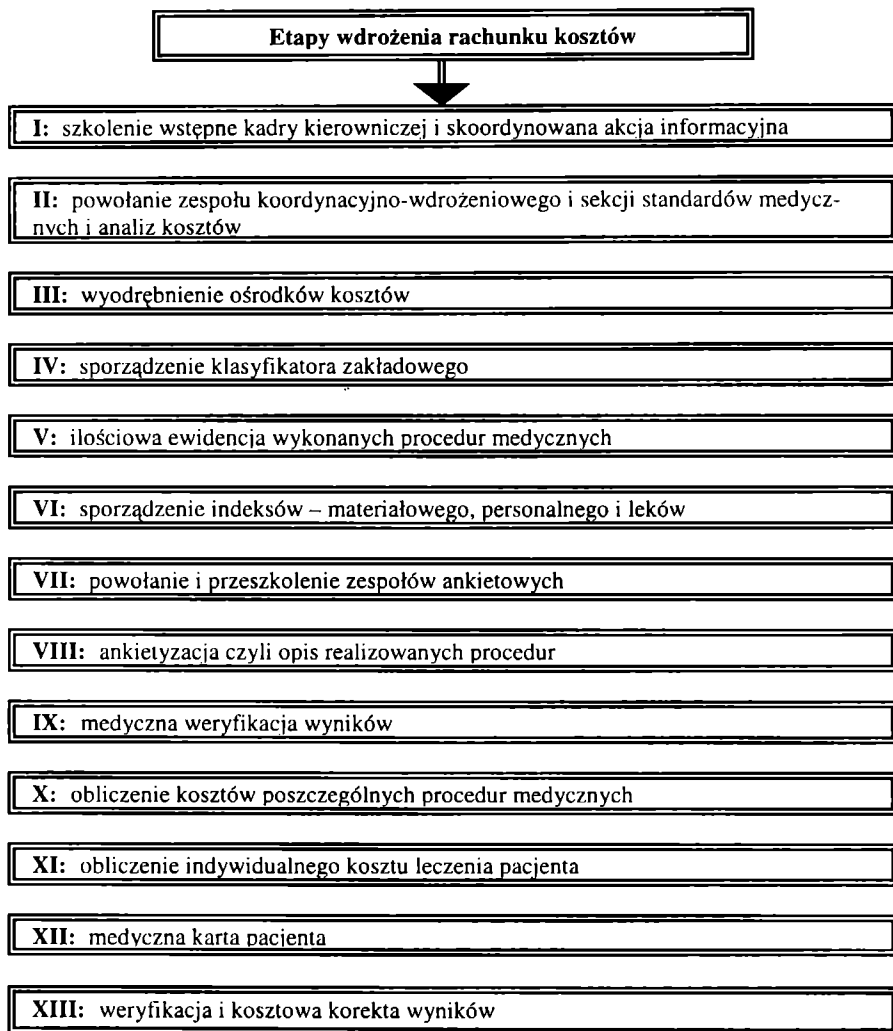 Etapy wdrożenia rachunku kosztów
I: szkolenie wstępne kadry kierowniczej i skoordynowana akcja informacyjna
II: powołanie zespołu koordynacyjno-wdrożeniowego i sekcji standardów medycz-
nych i analiz kosztów
III: wyodrębnienie ośrodków kosztów
IV: sporządzenie klasyfikatora zakładowego
V: ilościowa ewidencja wykonanych procedur medycznych
VI: sporządzenie indeksów – materiałowego, personalnego i leków
VII: powołanie i przeszkolenie zespołów ankietowych
VIII: ankietyzacja czyli opis realizowanych procedur
IX: medyczna weryfikacja wyników
X: obliczenie kosztów poszczególnych procedur medycznych
XI: obliczenie indywidualnego kosztu leczenia pacjenta
XII: medyczna karta pacjenta
XIII: weryfikacja i kosztowa korekta wyników